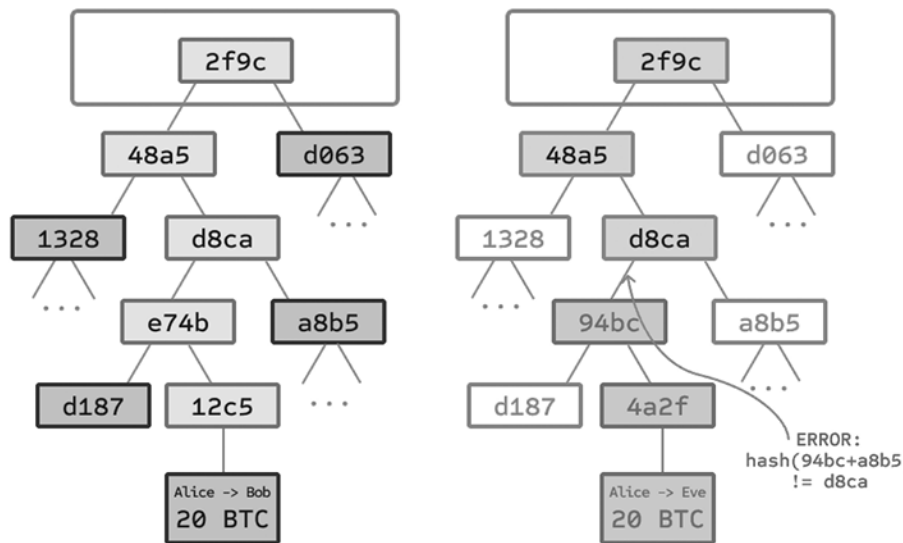 2f9c
48a5
d063
1328
d8ca
...
...
e74b
a8b5
d187
12c5
...
Alice -> Bob
20 BTC
2f9c
48a5
d063
1328
d8ca
...
...
94bc
a8b5
d187
4a2f
...
ERROR:
hash(94bc+a8b5
!= d8ca
Alice -> Eve
20 BTC